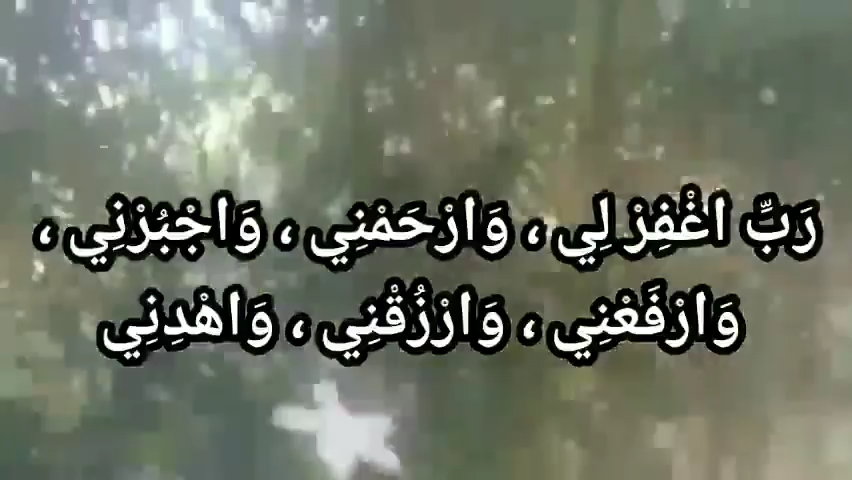 رَبِّ اغْفِرْ لِي ، وَارْحَمْنِي ، وَاجْبُرْنِي ،
وَارْفَعْنِي ، وَارْزُقْنِي ، وَاهْدِنِي